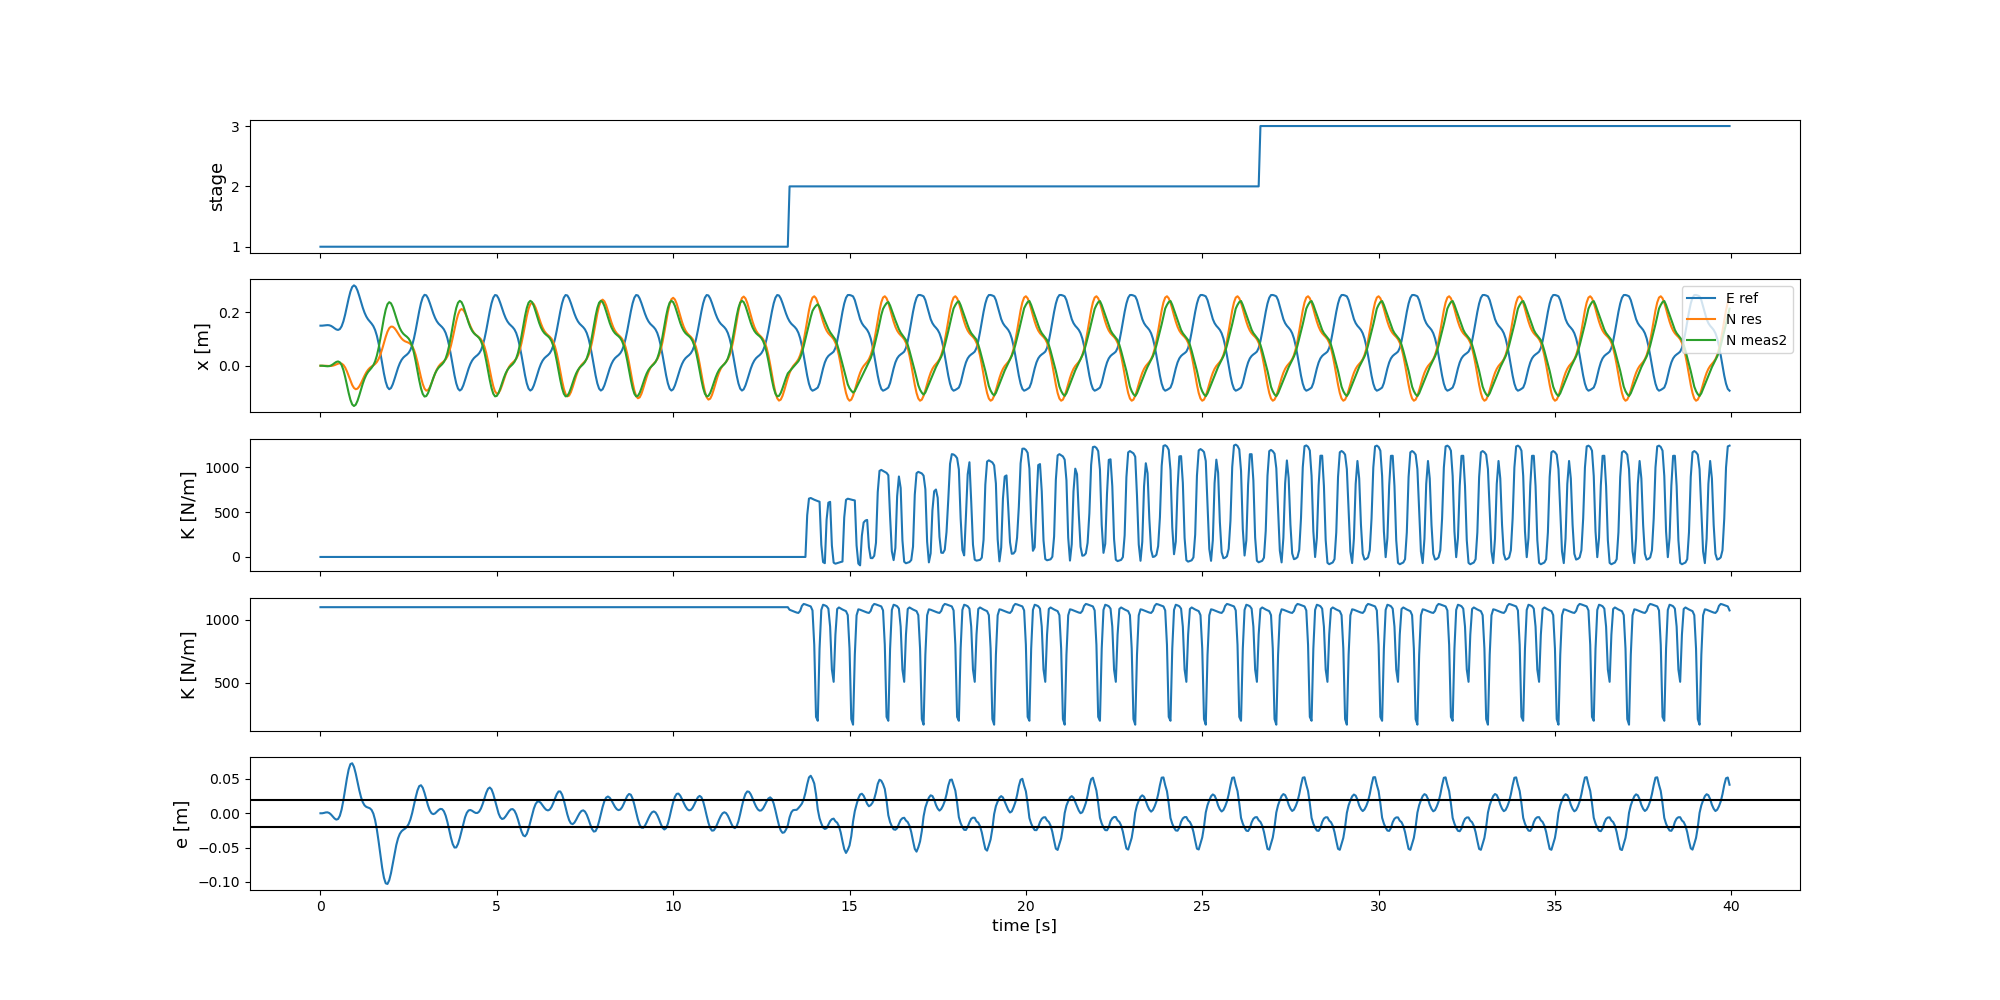 stage
3
2
1
x [m]
0.2
0.0
E ref
N res
N meas2
K [N/m]
1000
500
0
K [N/m]
1000
500
e [m]
0.05
0.00
−0.05
−0.10
0 5 10 15 20 25 30 35 40
time [s]